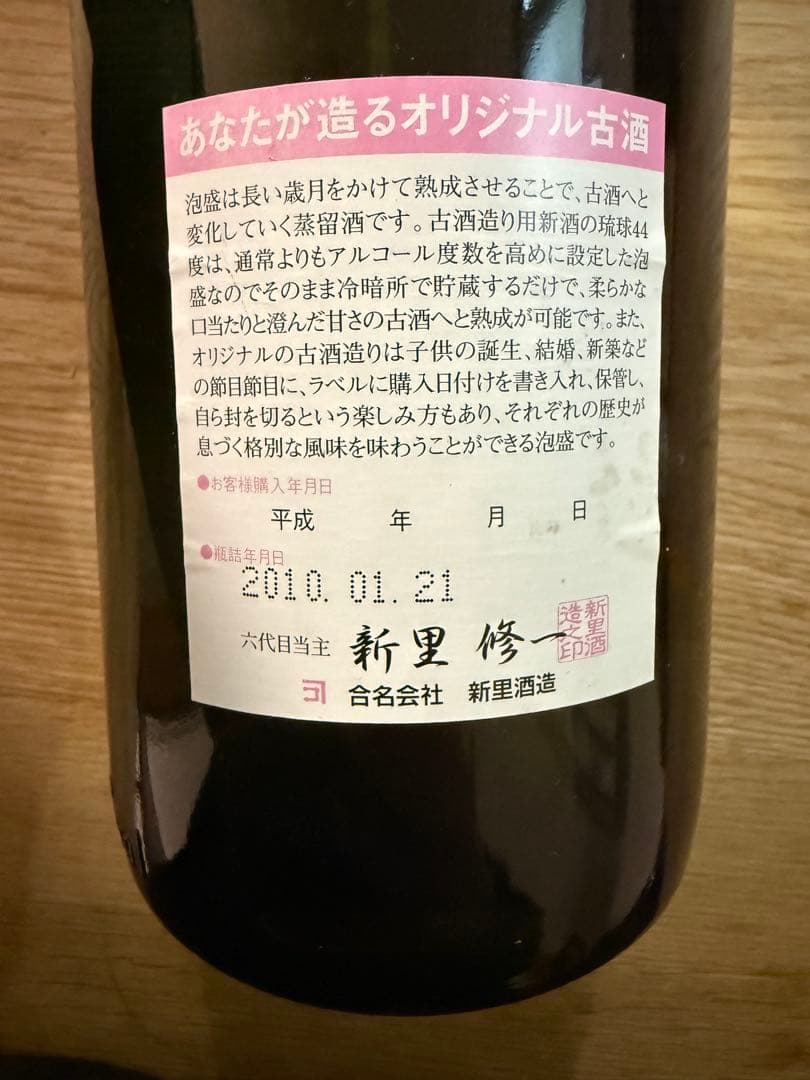 あなたが造るオリジナル古酒
泡盛は長い歳月をかけて熟成させることで、古酒へと
変化していく蒸留酒です。古酒造り用新酒の琉球44
度は、通常よりもアルコール度数を高めに設定した泡
盛なのでそのまま冷暗所で貯蔵するだけで、柔らかな
口当たりと澄んだ甘さの古酒へと熟成が可能です。また、
オリジナルの古酒造りは子供の誕生、結婚、新築など
の節目節目に、ラベルに購入日付けを書き入れ、保管し、
自ら封を切るという楽しみ方もあり、それぞれの歴史が
息づく格別な風味を味わうことができる泡盛です。
●お客様購入年月日
平成 年 月 日
●瓶詰年月日
2010.01.21
六代目当主 新里 修一
新里酒造之印
合名会社 新里酒造